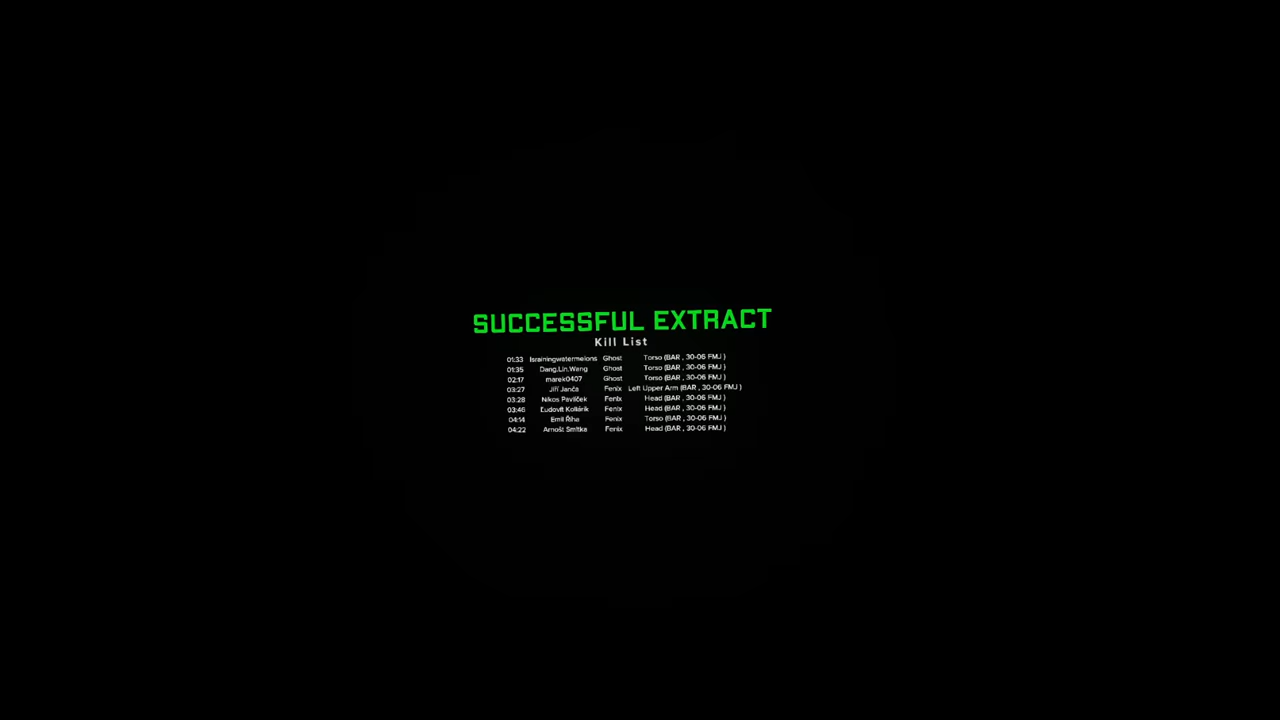 SUCCESSFUL EXTRACT
Kill List
01:33 Israiningwatermelons Ghost Torso (BAR , 30-06 FMJ )
01:35 Dang.Lin.Wang Ghost Torso (BAR , 30-06 FMJ )
02:17 marek0407 Ghost Torso (BAR , 30-06 FMJ )
03:27 Jiří Janča Fenix Left Upper Arm (BAR , 30-06 FMJ )
03:28 Nikos Pavlíček Fenix Head (BAR , 30-06 FMJ )
03:46 Ľudovít Kollárik Fenix Head (BAR , 30-06 FMJ )
04:14 Emil Říha Fenix Torso (BAR , 30-06 FMJ )
04:22 Arnošt Smitka Fenix Head (BAR , 30-06 FMJ )